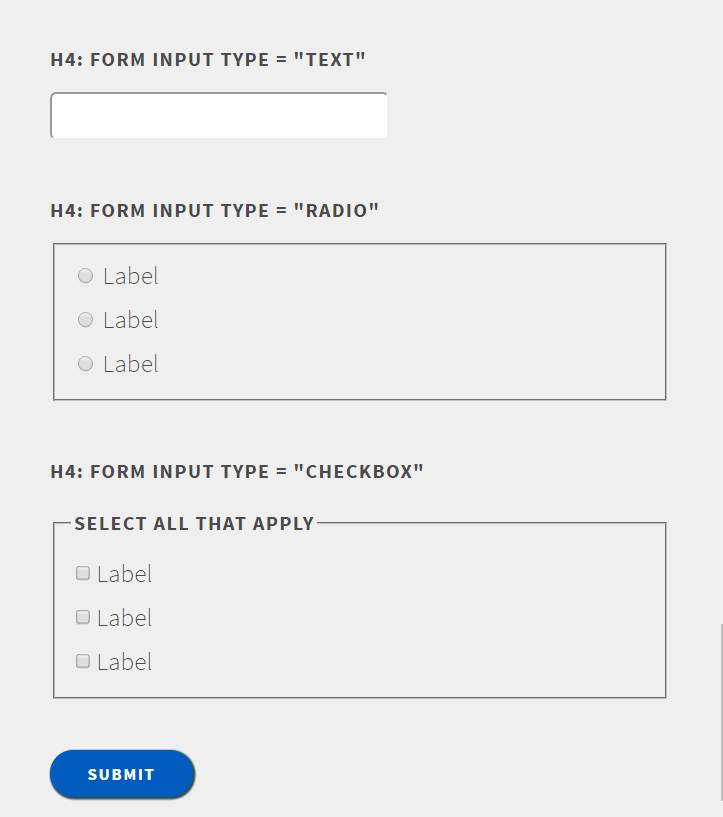 H4: FORM INPUT TYPE = "TEXT"
H4: FORM INPUT TYPE = "RADIO"
Label
Label
Label
H4: FORM INPUT TYPE = "CHECKBOX"
SELECT ALL THAT APPLY
Label
Label
Label
SUBMIT